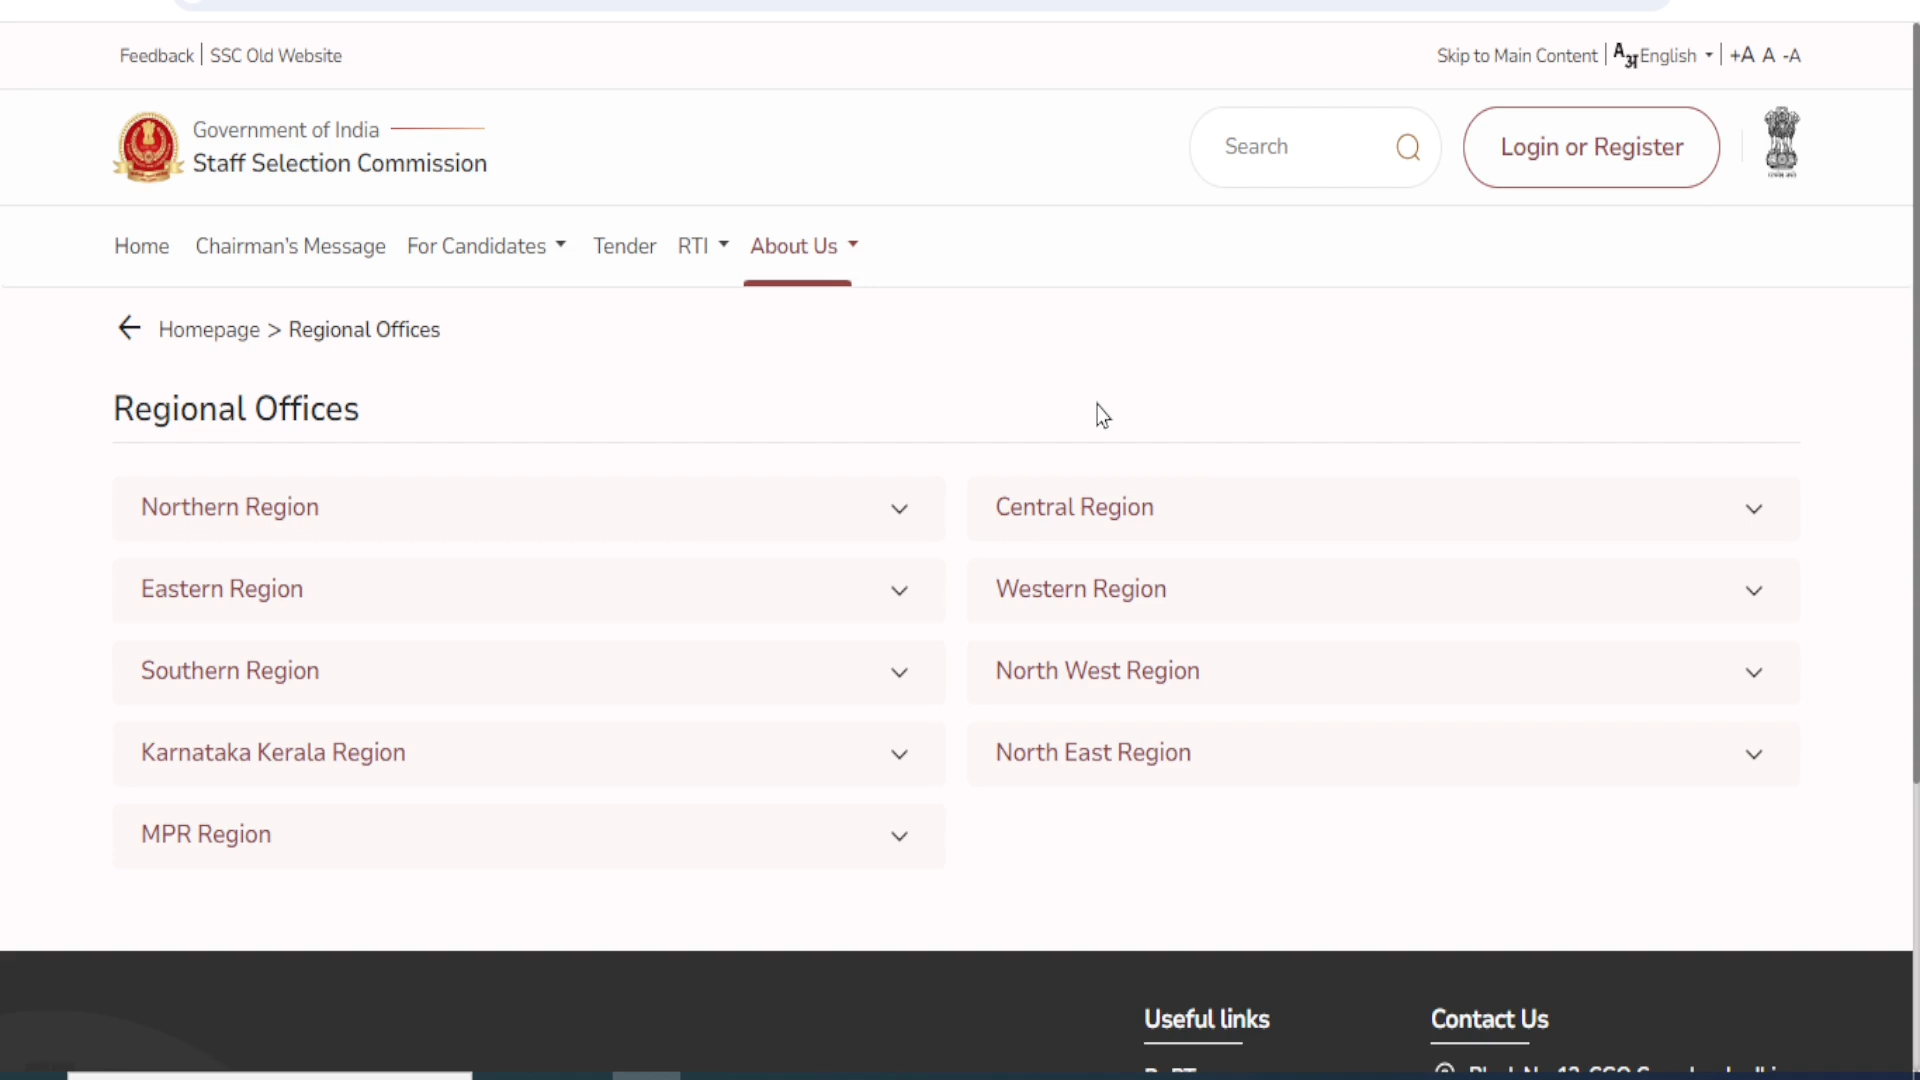 Feedback | SSC Old Website
Skip to Main Content | Aअ English | +A A -A
Government of India
Staff Selection Commission
Search
Login or Register
Home Chairman's Message For Candidates Tender RTI About Us
Homepage > Regional Offices
Regional Offices
Northern Region
Central Region
Eastern Region
Western Region
Southern Region
North West Region
Karnataka Kerala Region
North East Region
MPR Region
Useful links
Contact Us